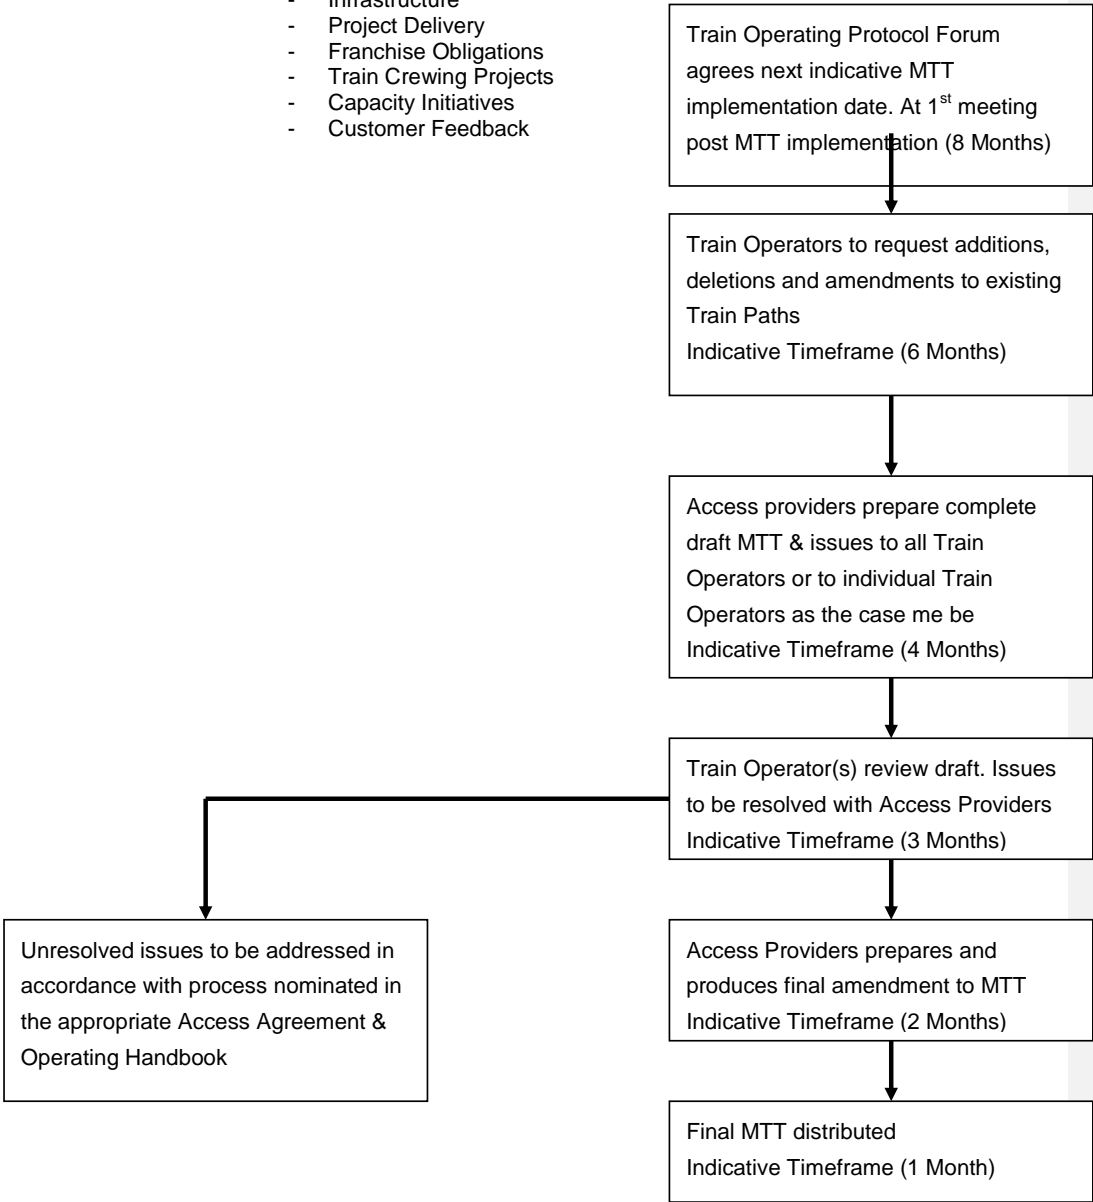 - Infrastructure
- Project Delivery
- Franchise Obligations
- Train Crewing Projects
- Capacity Initiatives
- Customer Feedback
Train Operating Protocol Forum
agrees next indicative MTT
implementation date. At 1st meeting
post MTT implementation (8 Months)
Train Operators to request additions,
deletions and amendments to existing
Train Paths
Indicative Timeframe (6 Months)
Access providers prepare complete
draft MTT & issues to all Train
Operators or to individual Train
Operators as the case me be
Indicative Timeframe (4 Months)
Train Operator(s) review draft. Issues
to be resolved with Access Providers
Indicative Timeframe (3 Months)
Unresolved issues to be addressed in
accordance with process nominated in
the appropriate Access Agreement &
Operating Handbook
Access Providers prepares and
produces final amendment to MTT
Indicative Timeframe (2 Months)
Final MTT distributed
Indicative Timeframe (1 Month)